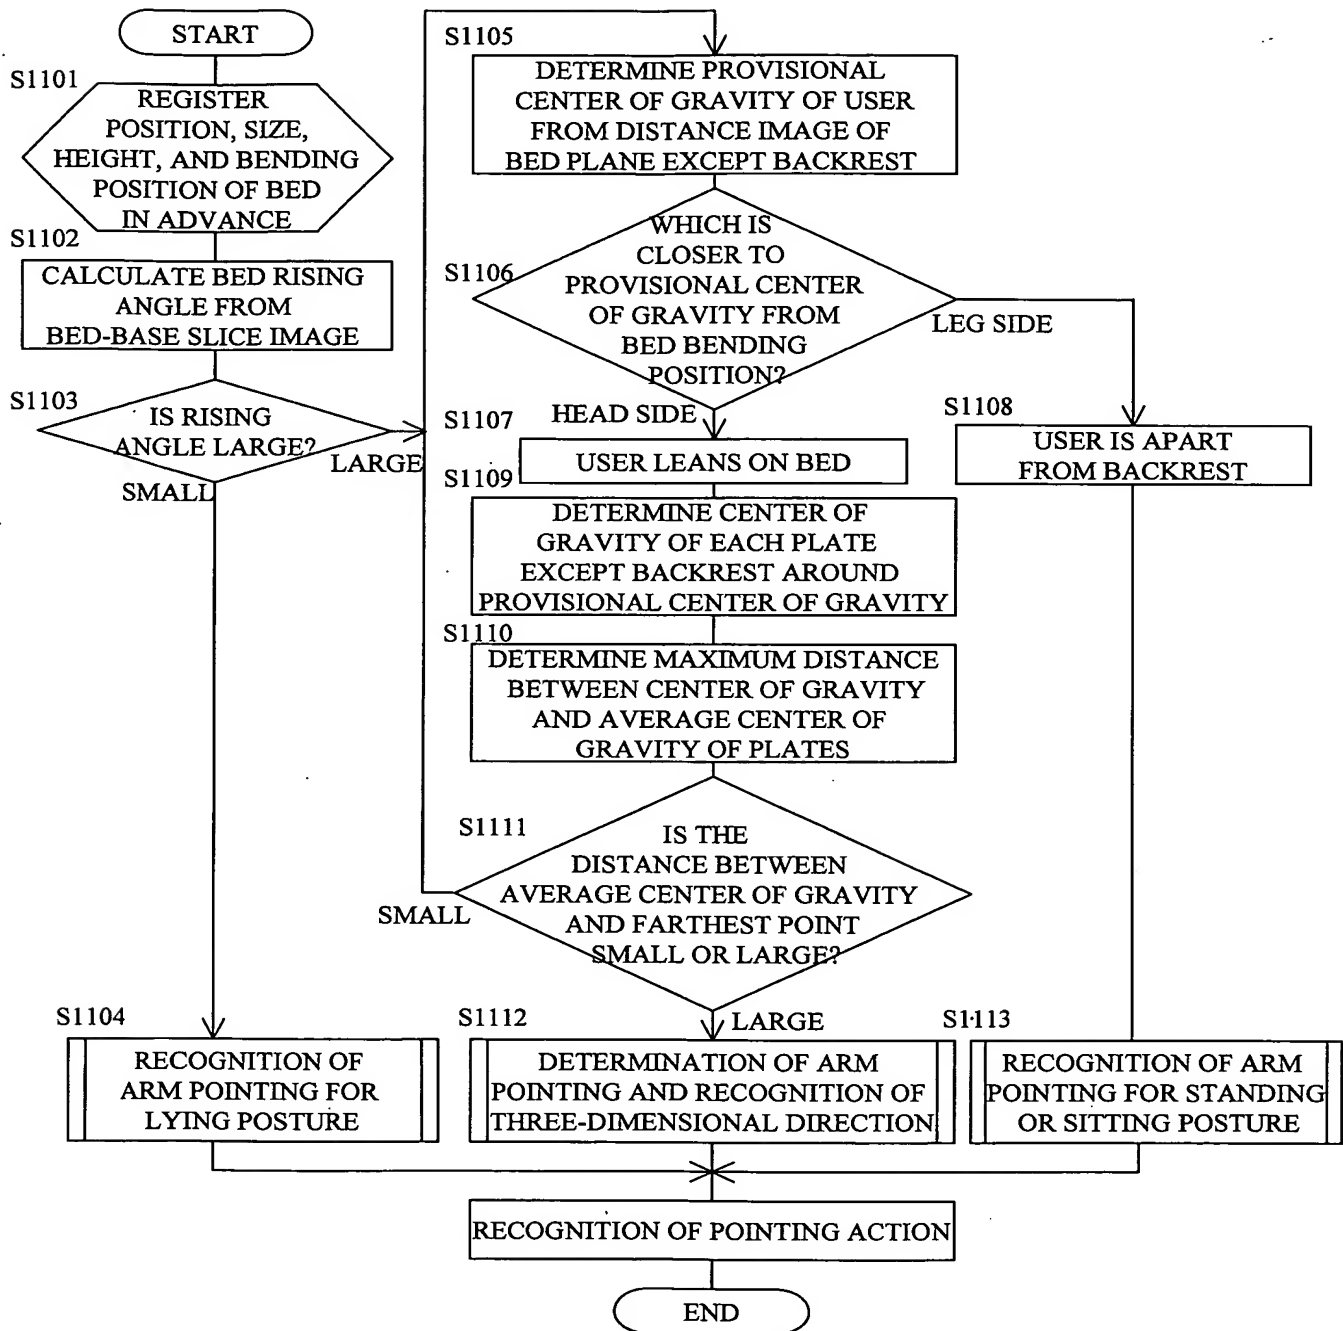 START
S1101
REGISTER
POSITION, SIZE,
HEIGHT, AND BENDING
POSITION OF BED
IN ADVANCE
S1102
CALCULATE BED RISING
ANGLE FROM
BED-BASE SLICE IMAGE
S1103
IS RISING
ANGLE LARGE?
LARGE
SMALL
S1104
RECOGNITION OF
ARM POINTING FOR
LYING POSTURE
S1105
DETERMINE PROVISIONAL
CENTER OF GRAVITY OF USER
FROM DISTANCE IMAGE OF
BED PLANE EXCEPT BACKREST
S1106
WHICH IS
CLOSER TO
PROVISIONAL CENTER
OF GRAVITY FROM
BED BENDING
POSITION?
LEG SIDE
HEAD SIDE
S1107
USER LEANS ON BED
S1108
USER IS APART
FROM BACKREST
S1109
DETERMINE CENTER OF
GRAVITY OF EACH PLATE
EXCEPT BACKREST AROUND
PROVISIONAL CENTER OF GRAVITY
S1110
DETERMINE MAXIMUM DISTANCE
BETWEEN CENTER OF GRAVITY
AND AVERAGE CENTER OF
GRAVITY OF PLATES
S1111
IS THE
DISTANCE BETWEEN
AVERAGE CENTER OF GRAVITY
AND FARTHEST POINT
SMALL OR LARGE?
SMALL
LARGE
S1112
DETERMINATION OF ARM
POINTING AND RECOGNITION OF
THREE-DIMENSIONAL DIRECTION
S1113
RECOGNITION OF ARM
POINTING FOR STANDING
OR SITTING POSTURE
RECOGNITION OF POINTING ACTION
END